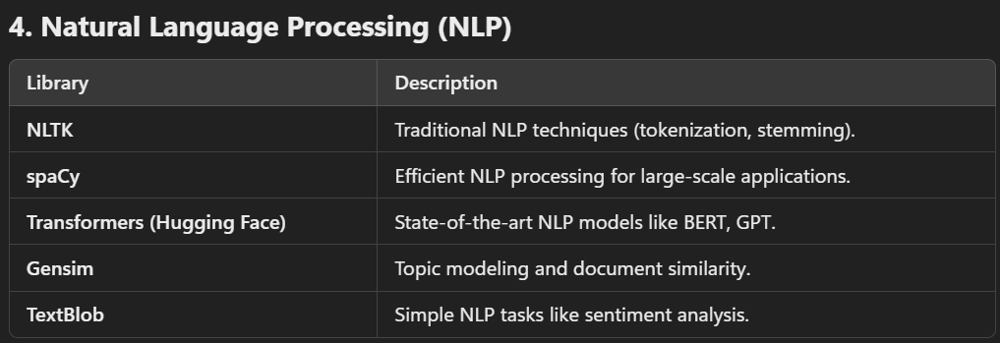 4. Natural Language Processing (NLP)
Library Description
NLTK Traditional NLP techniques (tokenization, stemming).
spaCy Efficient NLP processing for large-scale applications.
Transformers (Hugging Face) State-of-the-art NLP models like BERT, GPT.
Gensim Topic modeling and document similarity.
TextBlob Simple NLP tasks like sentiment analysis.